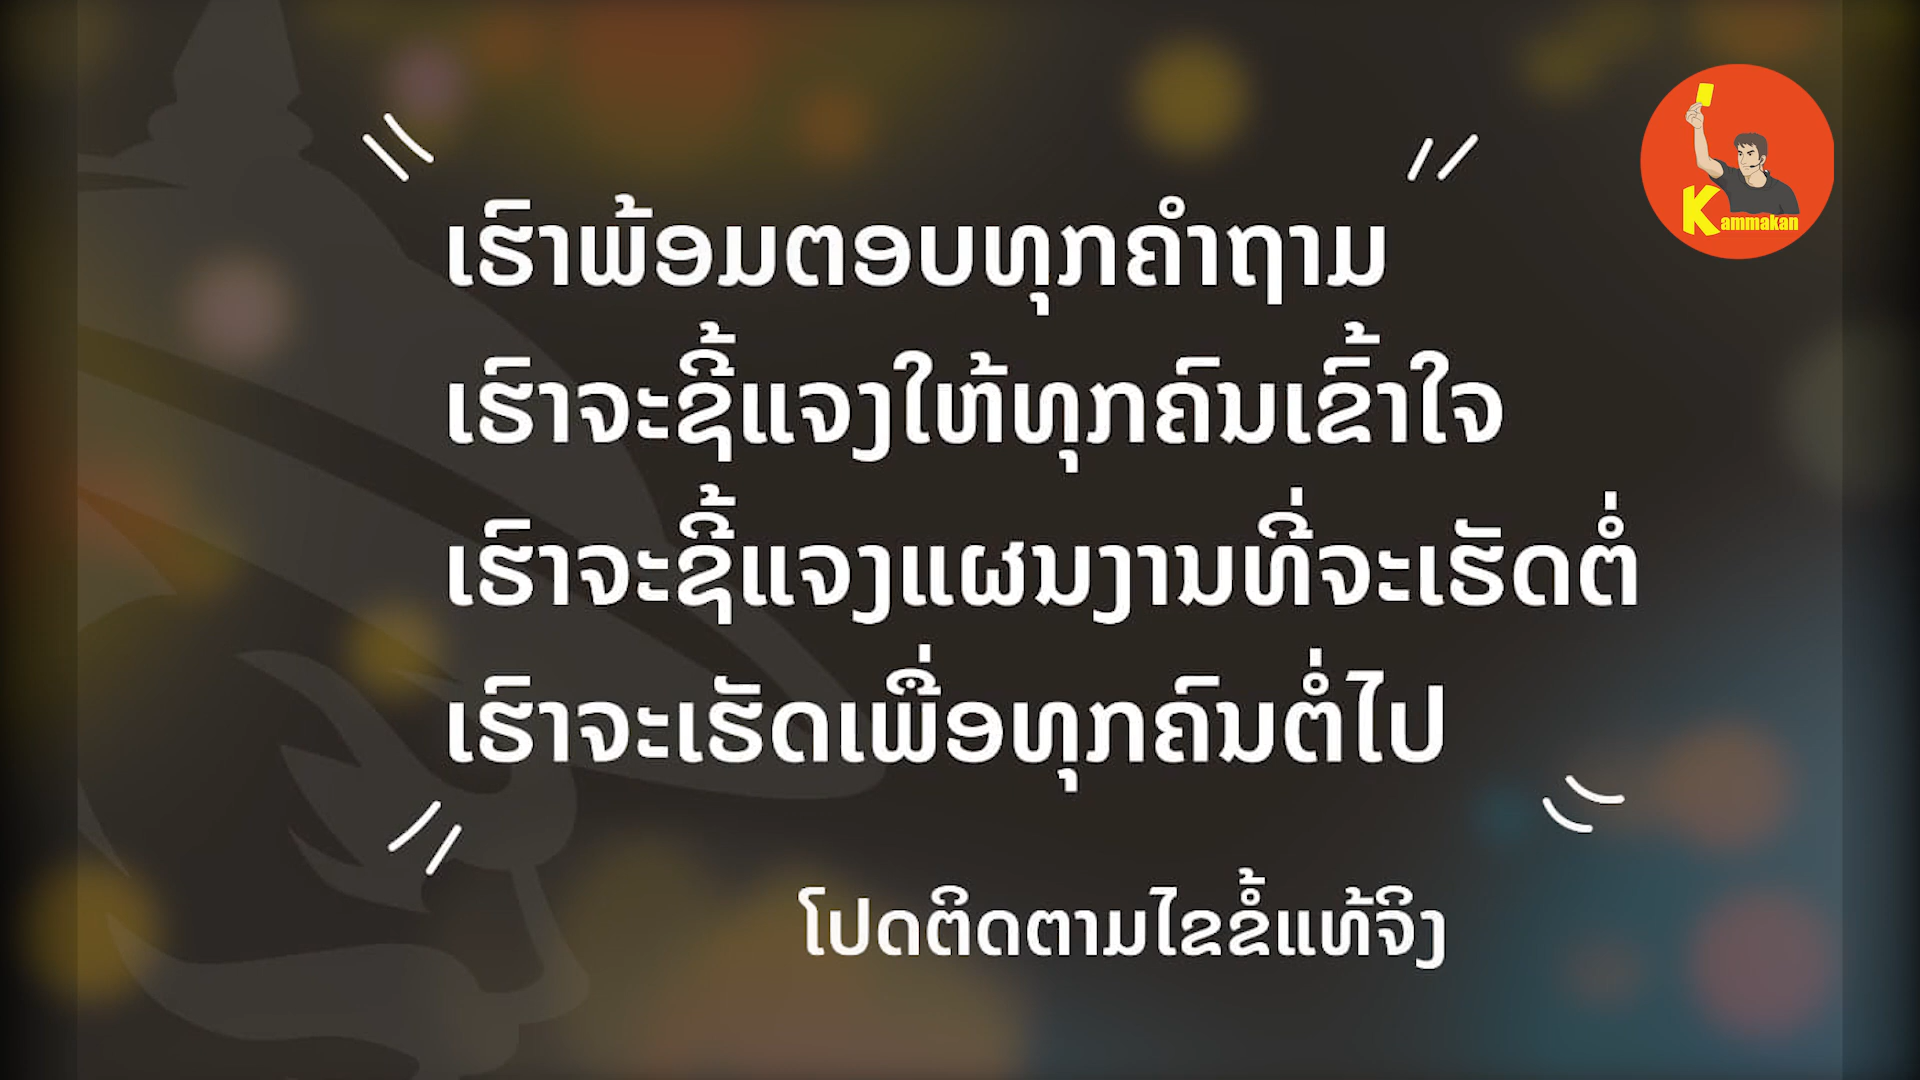 ເຮົາພ້ອມຕອບທຸກຄຳຖາມ
ເຮົາຈະຊີ້ແຈງໃຫ້ທຸກຄົນເຂົ້າໃຈ
ເຮົາຈະຊີ້ແຈງແຜນງານທີ່ຈະເຮັດຕໍ່
ເຮົາຈະເຮັດເພື່ອທຸກຄົນຕໍ່ໄປ
ໂປດຕິດຕາມໄຂຂໍ້ແທ້ຈິງ
Kammakan